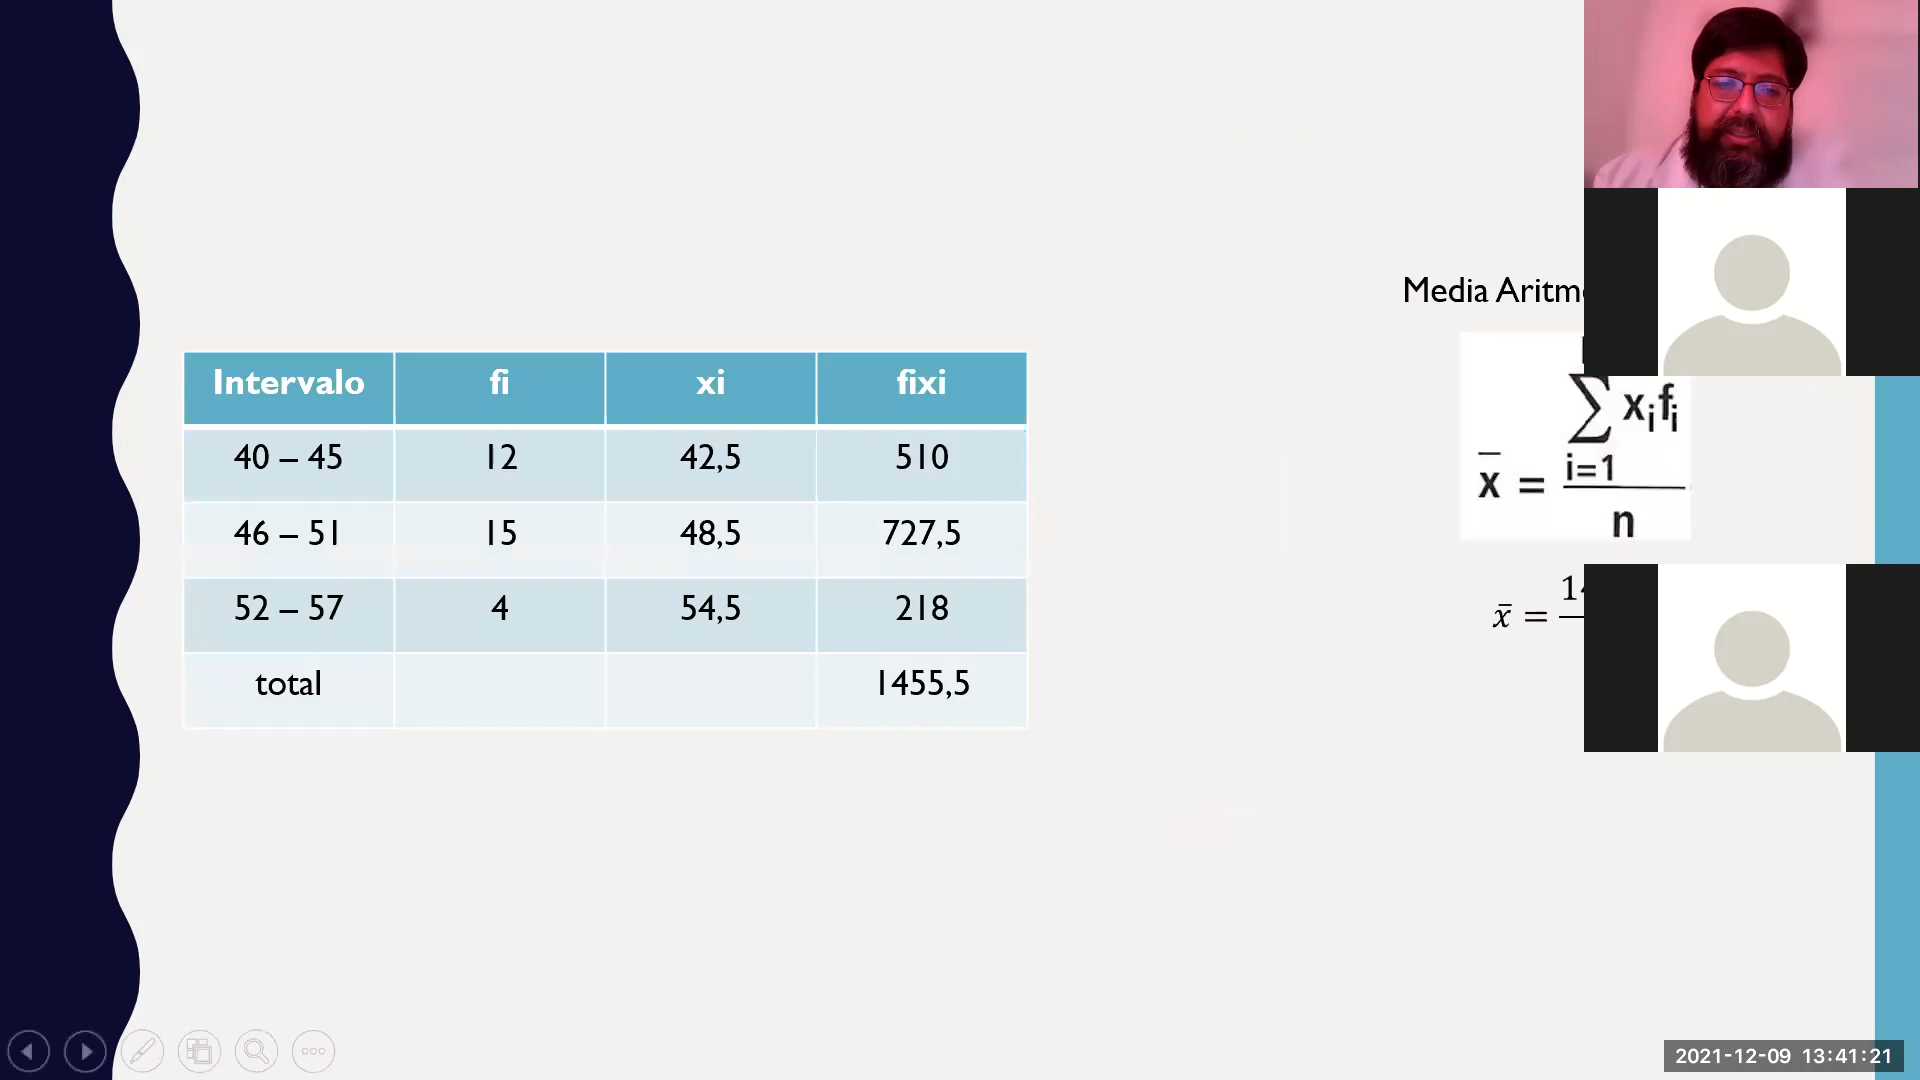 Media Aritm
Intervalo fi xi fixi
40 – 45 12 42,5 510
46 – 51 15 48,5 727,5
52 – 57 4 54,5 218
total 1455,5
∑ xᵢfᵢ
i=1
x̄ =
n
x̄ = 1
2021-12-09 13:41:21